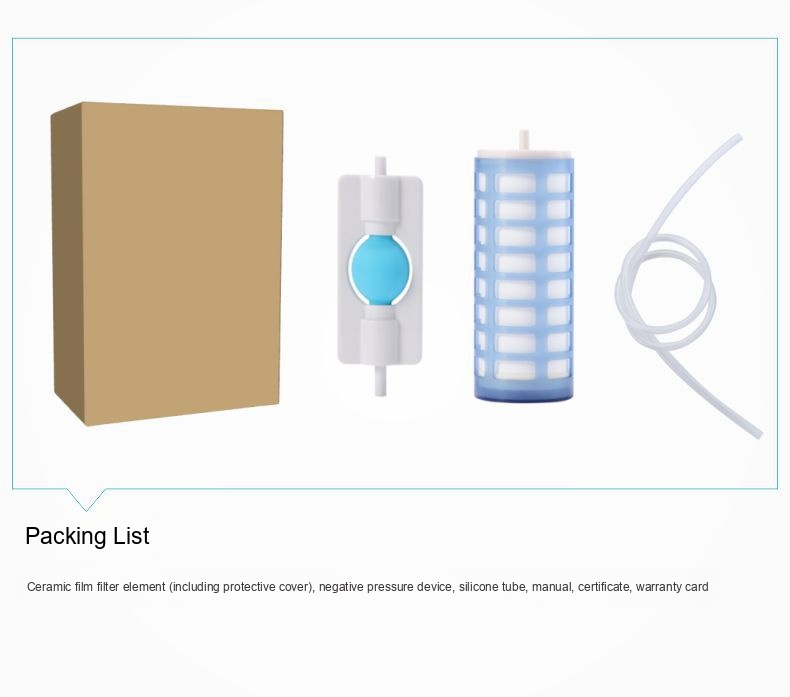 Packing List
Ceramic film filter element (including protective cover), negative pressure device, silicone tube, manual, certificate, warranty card